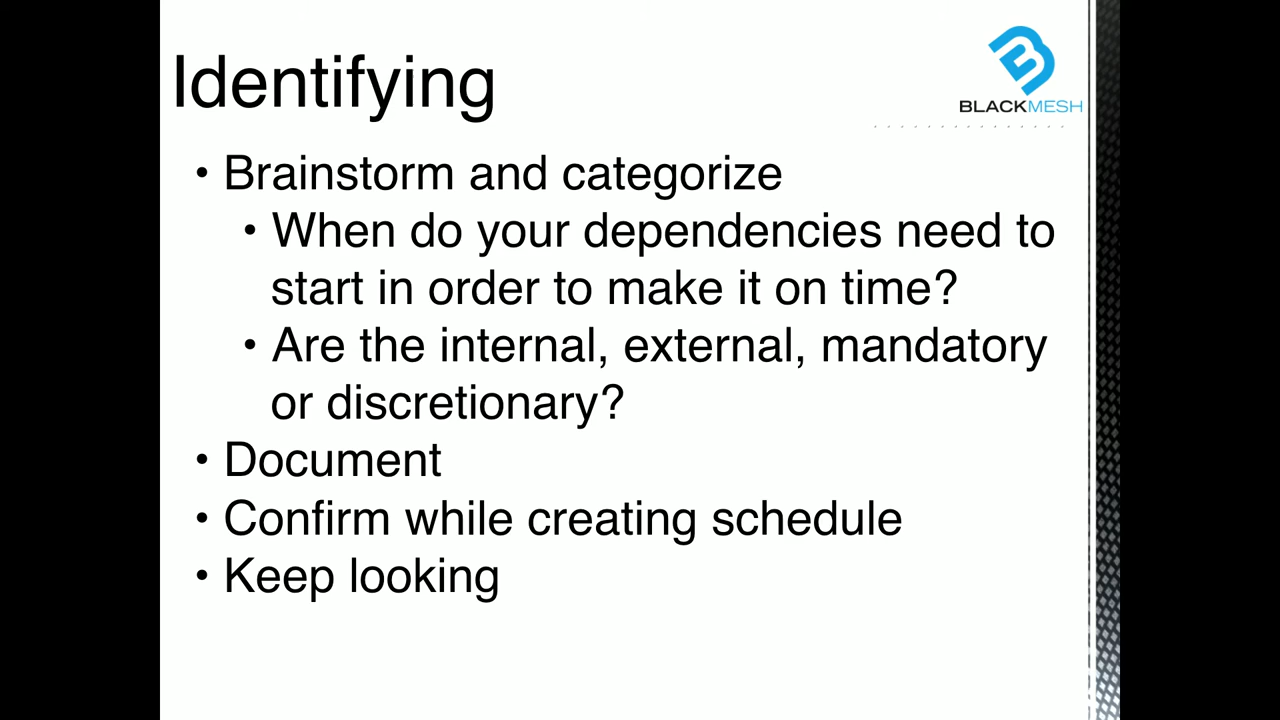 Identifying
BLACKMESH
• Brainstorm and categorize
• When do your dependencies need to
start in order to make it on time?
• Are the internal, external, mandatory
or discretionary?
• Document
• Confirm while creating schedule
• Keep looking